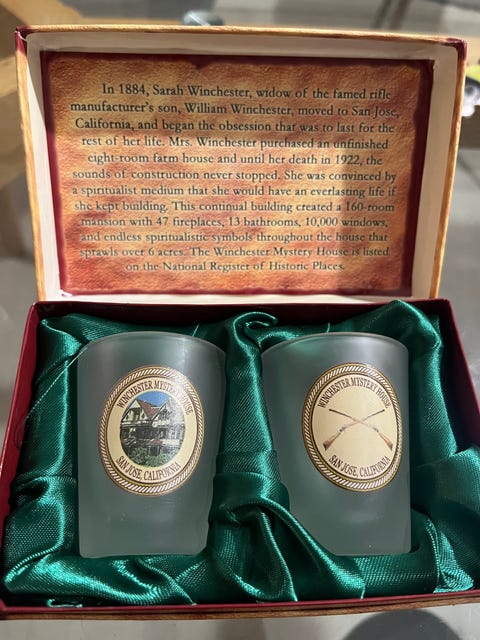 In 1884, Sarah Winchester, widow of the famed rifle
manufacturer's son, William Winchester, moved to San Jose,
California, and began the obsession that was to last for the
rest of her life. Mrs. Winchester purchased an unfinished
eight-room farm house and until her death in 1922, the
sounds of construction never stopped. She was convinced by
a spiritualist medium that she would have an everlasting life if
she kept building. This continual building created a 160-room
mansion with 47 fireplaces, 13 bathrooms, 10,000 windows,
and endless spiritualistic symbols throughout the house that
sprawls over 6 acres. The Winchester Mystery House is listed
on the National Register of Historic Places.
WINCHESTER MYSTERY HOUSE
SAN JOSE, CALIFORNIA
WINCHESTER MYSTERY HOUSE
SAN JOSE, CALIFORNIA